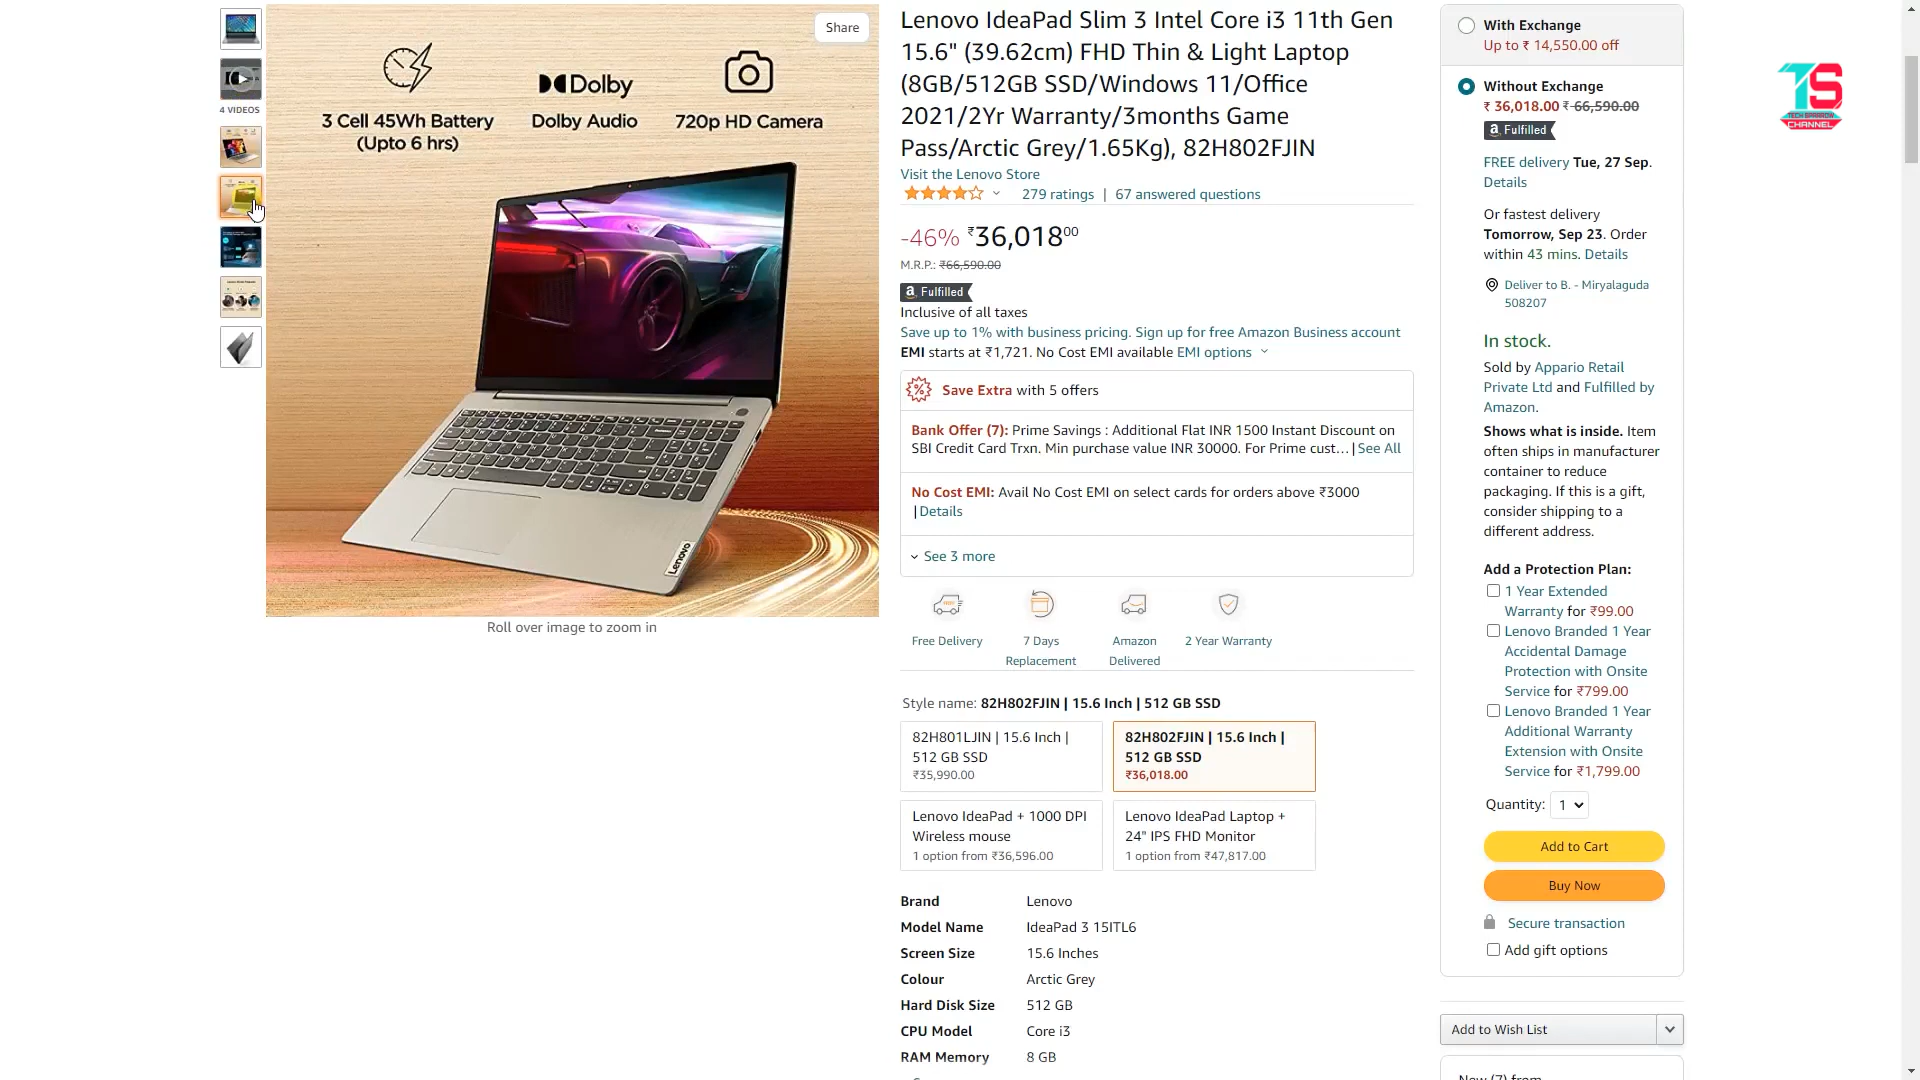 4 VIDEOS
Share
3 Cell 45Wh Battery
(Upto 6 hrs)
Dolby
Dolby Audio
720p HD Camera
Lenovo
Roll over image to zoom in
Lenovo IdeaPad Slim 3 Intel Core i3 11th Gen
15.6" (39.62cm) FHD Thin & Light Laptop
(8GB/512GB SSD/Windows 11/Office
2021/2Yr Warranty/3months Game
Pass/Arctic Grey/1.65Kg), 82H802FJIN
Visit the Lenovo Store
279 ratings | 67 answered questions
-46% ₹36,018.00
M.R.P.: ₹66,590.00
a Fulfilled
Inclusive of all taxes
Save up to 1% with business pricing. Sign up for free Amazon Business account
EMI starts at ₹1,721. No Cost EMI available EMI options
Save Extra with 5 offers
Bank Offer (7): Prime Savings : Additional Flat INR 1500 Instant Discount on
SBI Credit Card Trxn. Min purchase value INR 30000. For Prime cust... | See All
No Cost EMI: Avail No Cost EMI on select cards for orders above ₹3000
| Details
See 3 more
Free Delivery
7 Days
Replacement
Amazon
Delivered
2 Year Warranty
Style name: 82H802FJIN | 15.6 Inch | 512 GB SSD
82H801LJIN | 15.6 Inch |
512 GB SSD
₹35,990.00
82H802FJIN | 15.6 Inch |
512 GB SSD
₹36,018.00
Lenovo IdeaPad + 1000 DPI
Wireless mouse
1 option from ₹36,596.00
Lenovo IdeaPad Laptop +
24" IPS FHD Monitor
1 option from ₹47,817.00
Brand Lenovo
Model Name IdeaPad 3 15ITL6
Screen Size 15.6 Inches
Colour Arctic Grey
Hard Disk Size 512 GB
CPU Model Core i3
RAM Memory 8 GB
With Exchange
Up to ₹ 14,550.00 off
Without Exchange
₹ 36,018.00 ₹ 66,590.00
a Fulfilled
FREE delivery Tue, 27 Sep.
Details
Or fastest delivery
Tomorrow, Sep 23. Order
within 43 mins. Details
Deliver to B. - Miryalaguda
508207
In stock.
Sold by Appario Retail
Private Ltd and Fulfilled by
Amazon.
Shows what is inside. Item
often ships in manufacturer
container to reduce
packaging. If this is a gift,
consider shipping to a
different address.
Add a Protection Plan:
1 Year Extended
Warranty for ₹99.00
Lenovo Branded 1 Year
Accidental Damage
Protection with Onsite
Service for ₹799.00
Lenovo Branded 1 Year
Additional Warranty
Extension with Onsite
Service for ₹1,799.00
Quantity: 1
Add to Cart
Buy Now
Secure transaction
Add gift options
Add to Wish List
New (7) from
TS
TECH SPARROW
CHANNEL